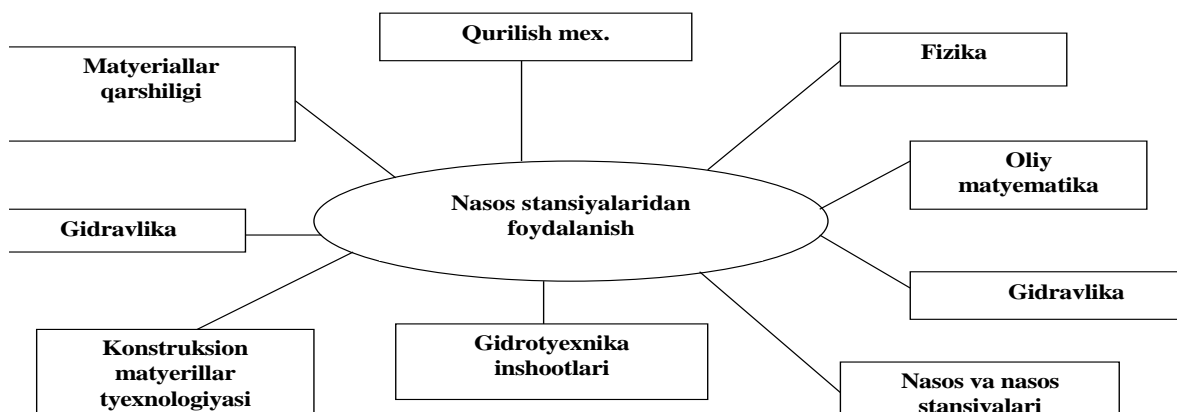 Qurilish mex.
Matyeriallar
qarshiligi
Fizika
Oliy
matyematika
Nasos stansiyalaridan
foydalanish
Gidravlika
Gidravlika
Konstruksion
matyerillar
tyexnologiyasi
Gidrotyexnika
inshootlari
Nasos va nasos
stansiyalari